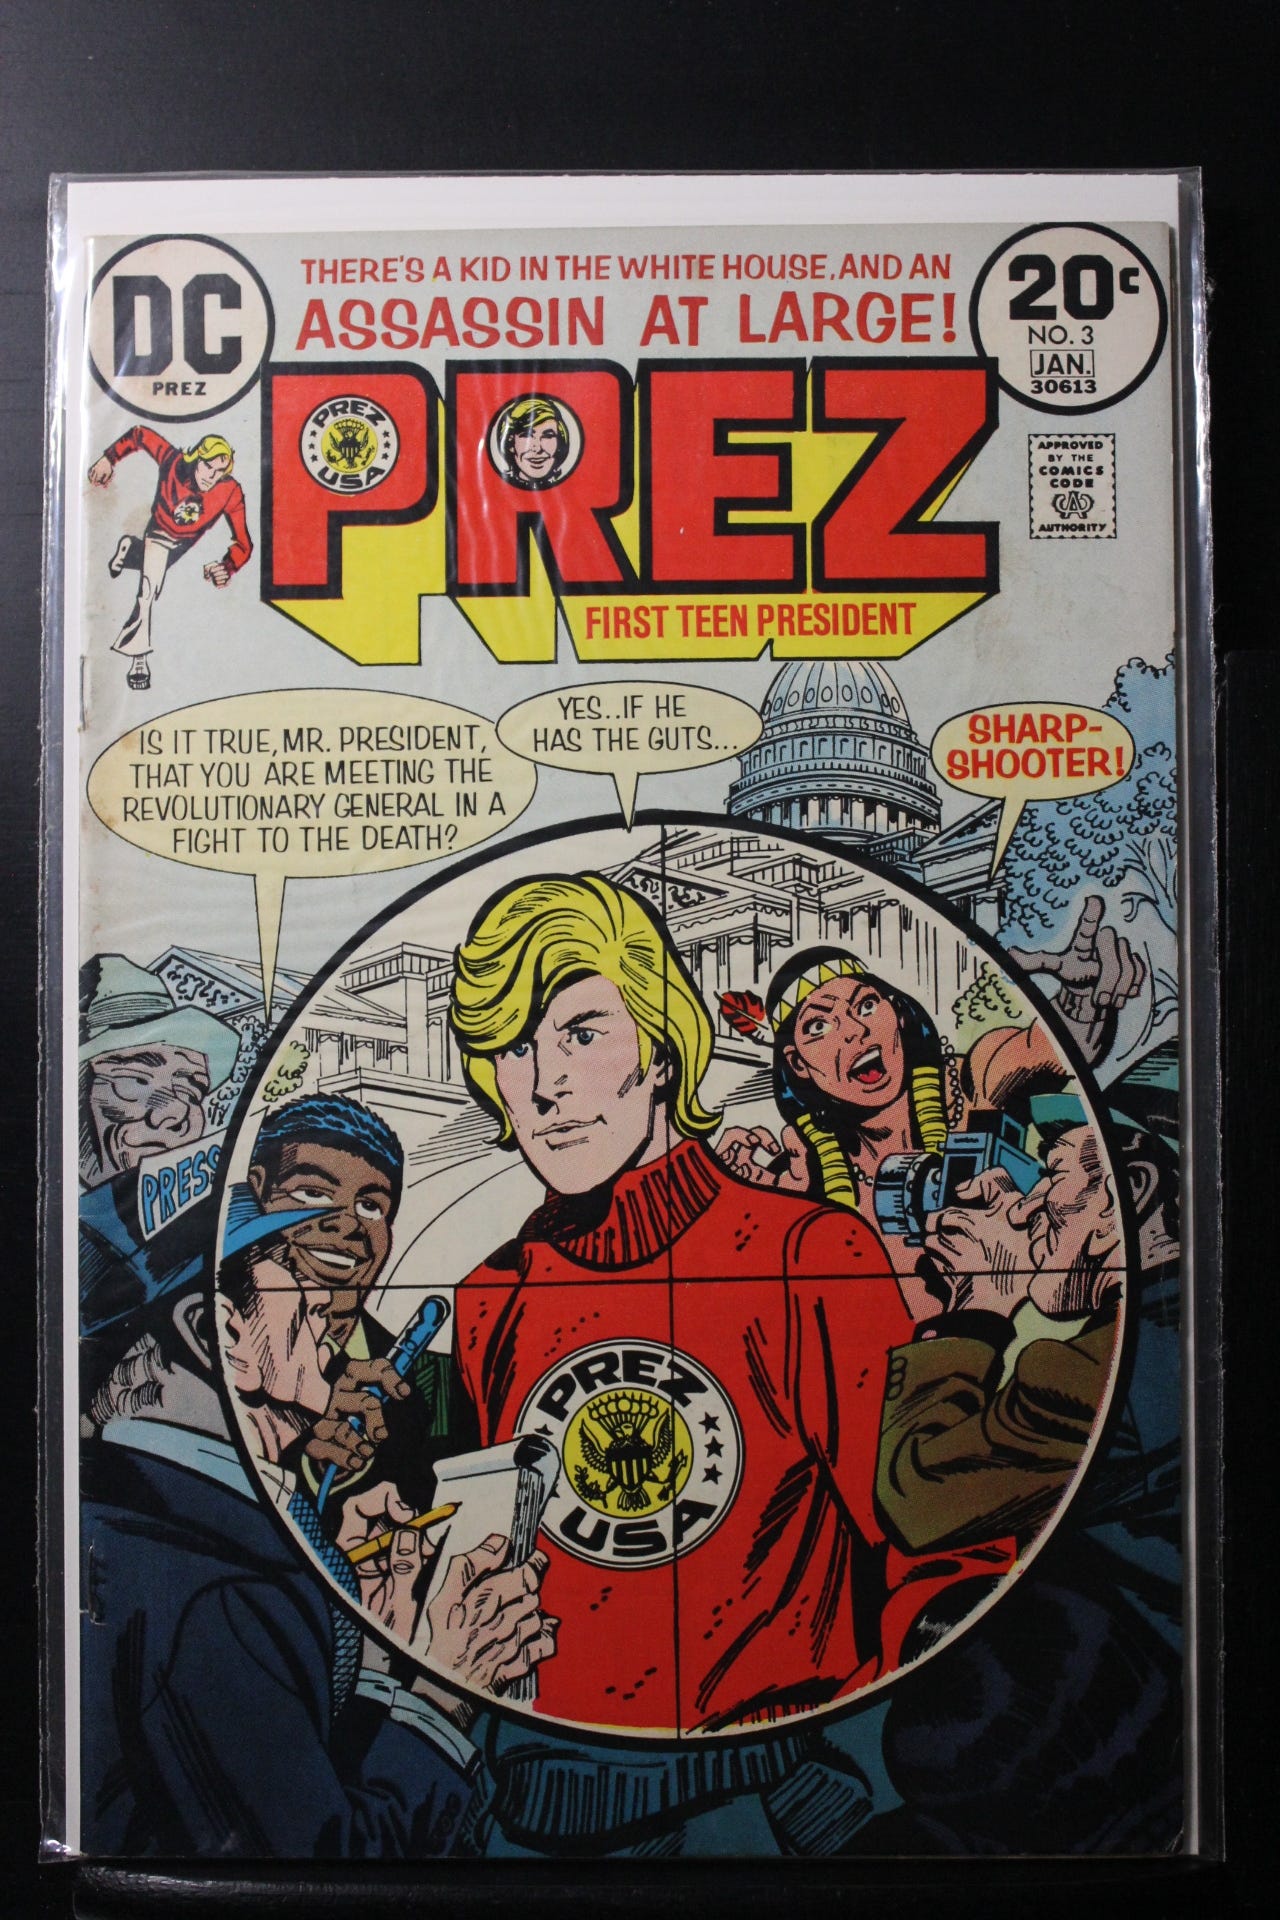 THERE'S A KID IN THE WHITE HOUSE, AND AN
ASSASSIN AT LARGE!
DC
PREZ
20¢
NO. 3
JAN.
30613
PREZ
PREZ
USA
FIRST TEEN PRESIDENT
APPROVED
BY THE
COMICS
CODE
CA
AUTHORITY
IS IT TRUE, MR. PRESIDENT,
THAT YOU ARE MEETING THE
REVOLUTIONARY GENERAL IN A
FIGHT TO THE DEATH?
YES..IF HE
HAS THE GUTS...
SHARP-
SHOOTER!
PRESS
PREZ
USA